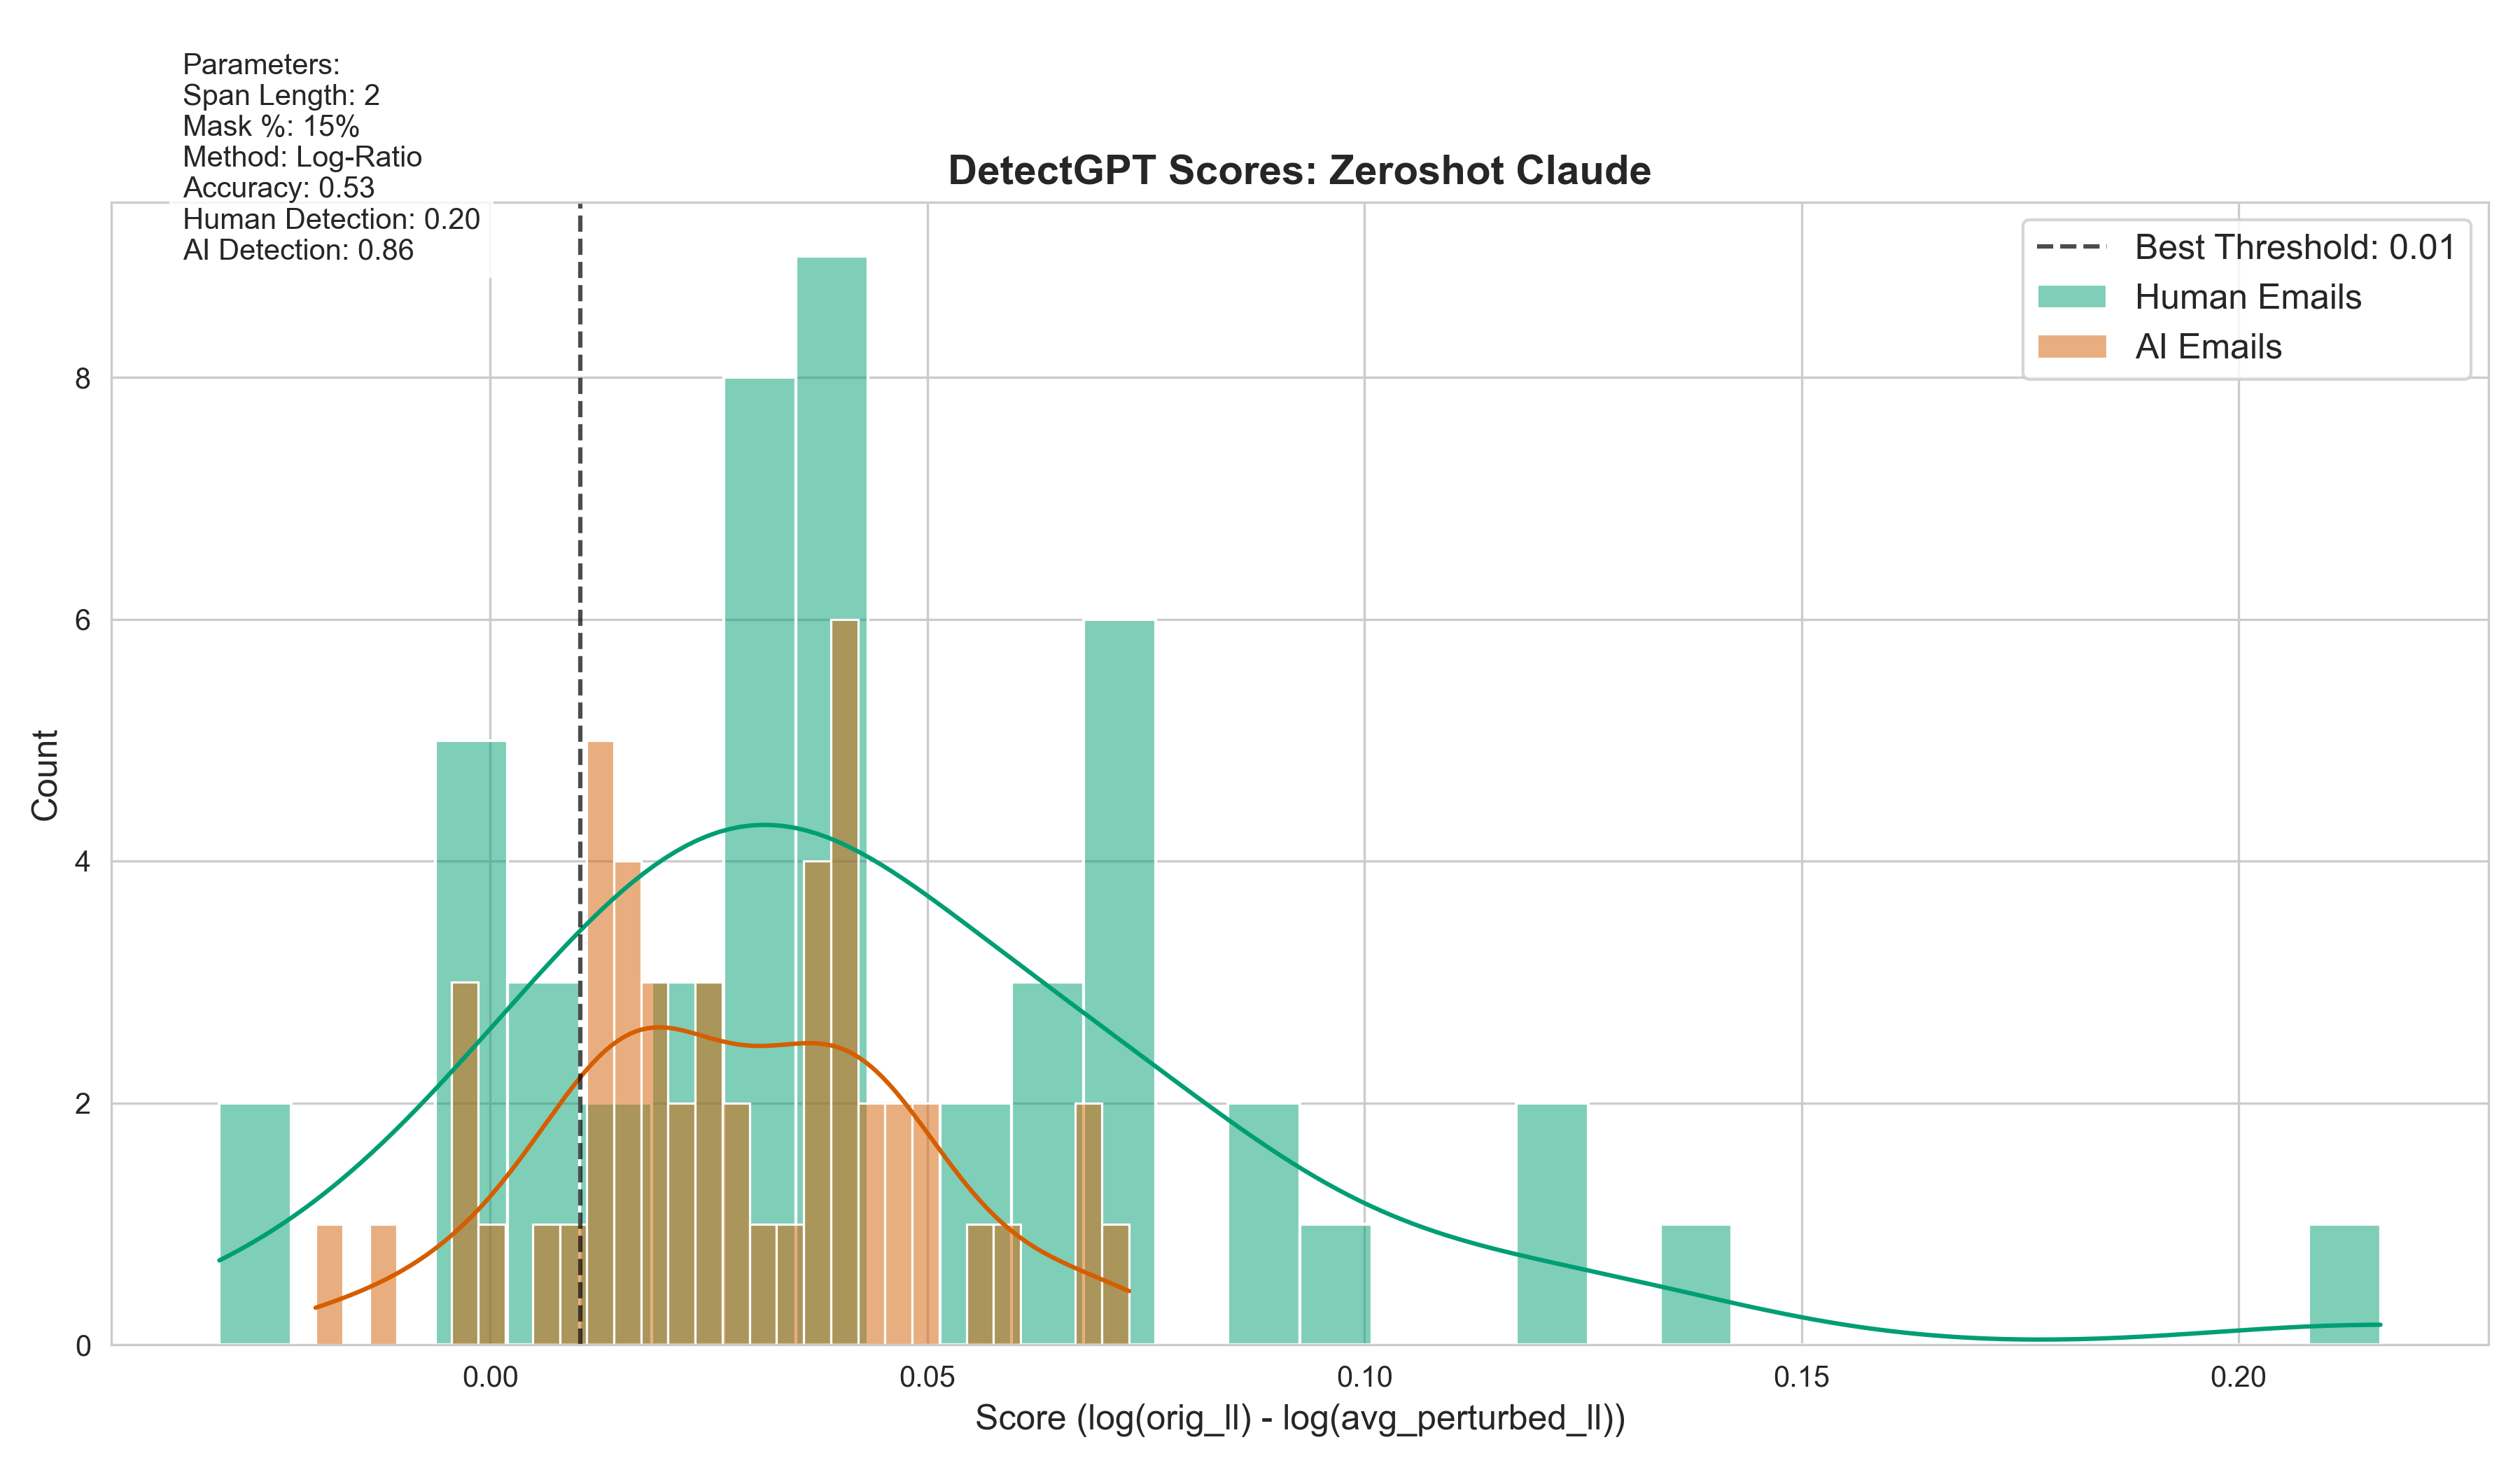 Parameters:
Span Length: 2
Mask %: 15%
Method: Log-Ratio
Accuracy: 0.53
Human Detection: 0.20
AI Detection: 0.86
DetectGPT Scores: Zeroshot Claude
Best Threshold: 0.01
Human Emails
AI Emails
8
6
4
2
0
Count
0.00
0.05
0.10
0.15
0.20
Score (log(orig_ll) - log(avg_perturbed_ll))